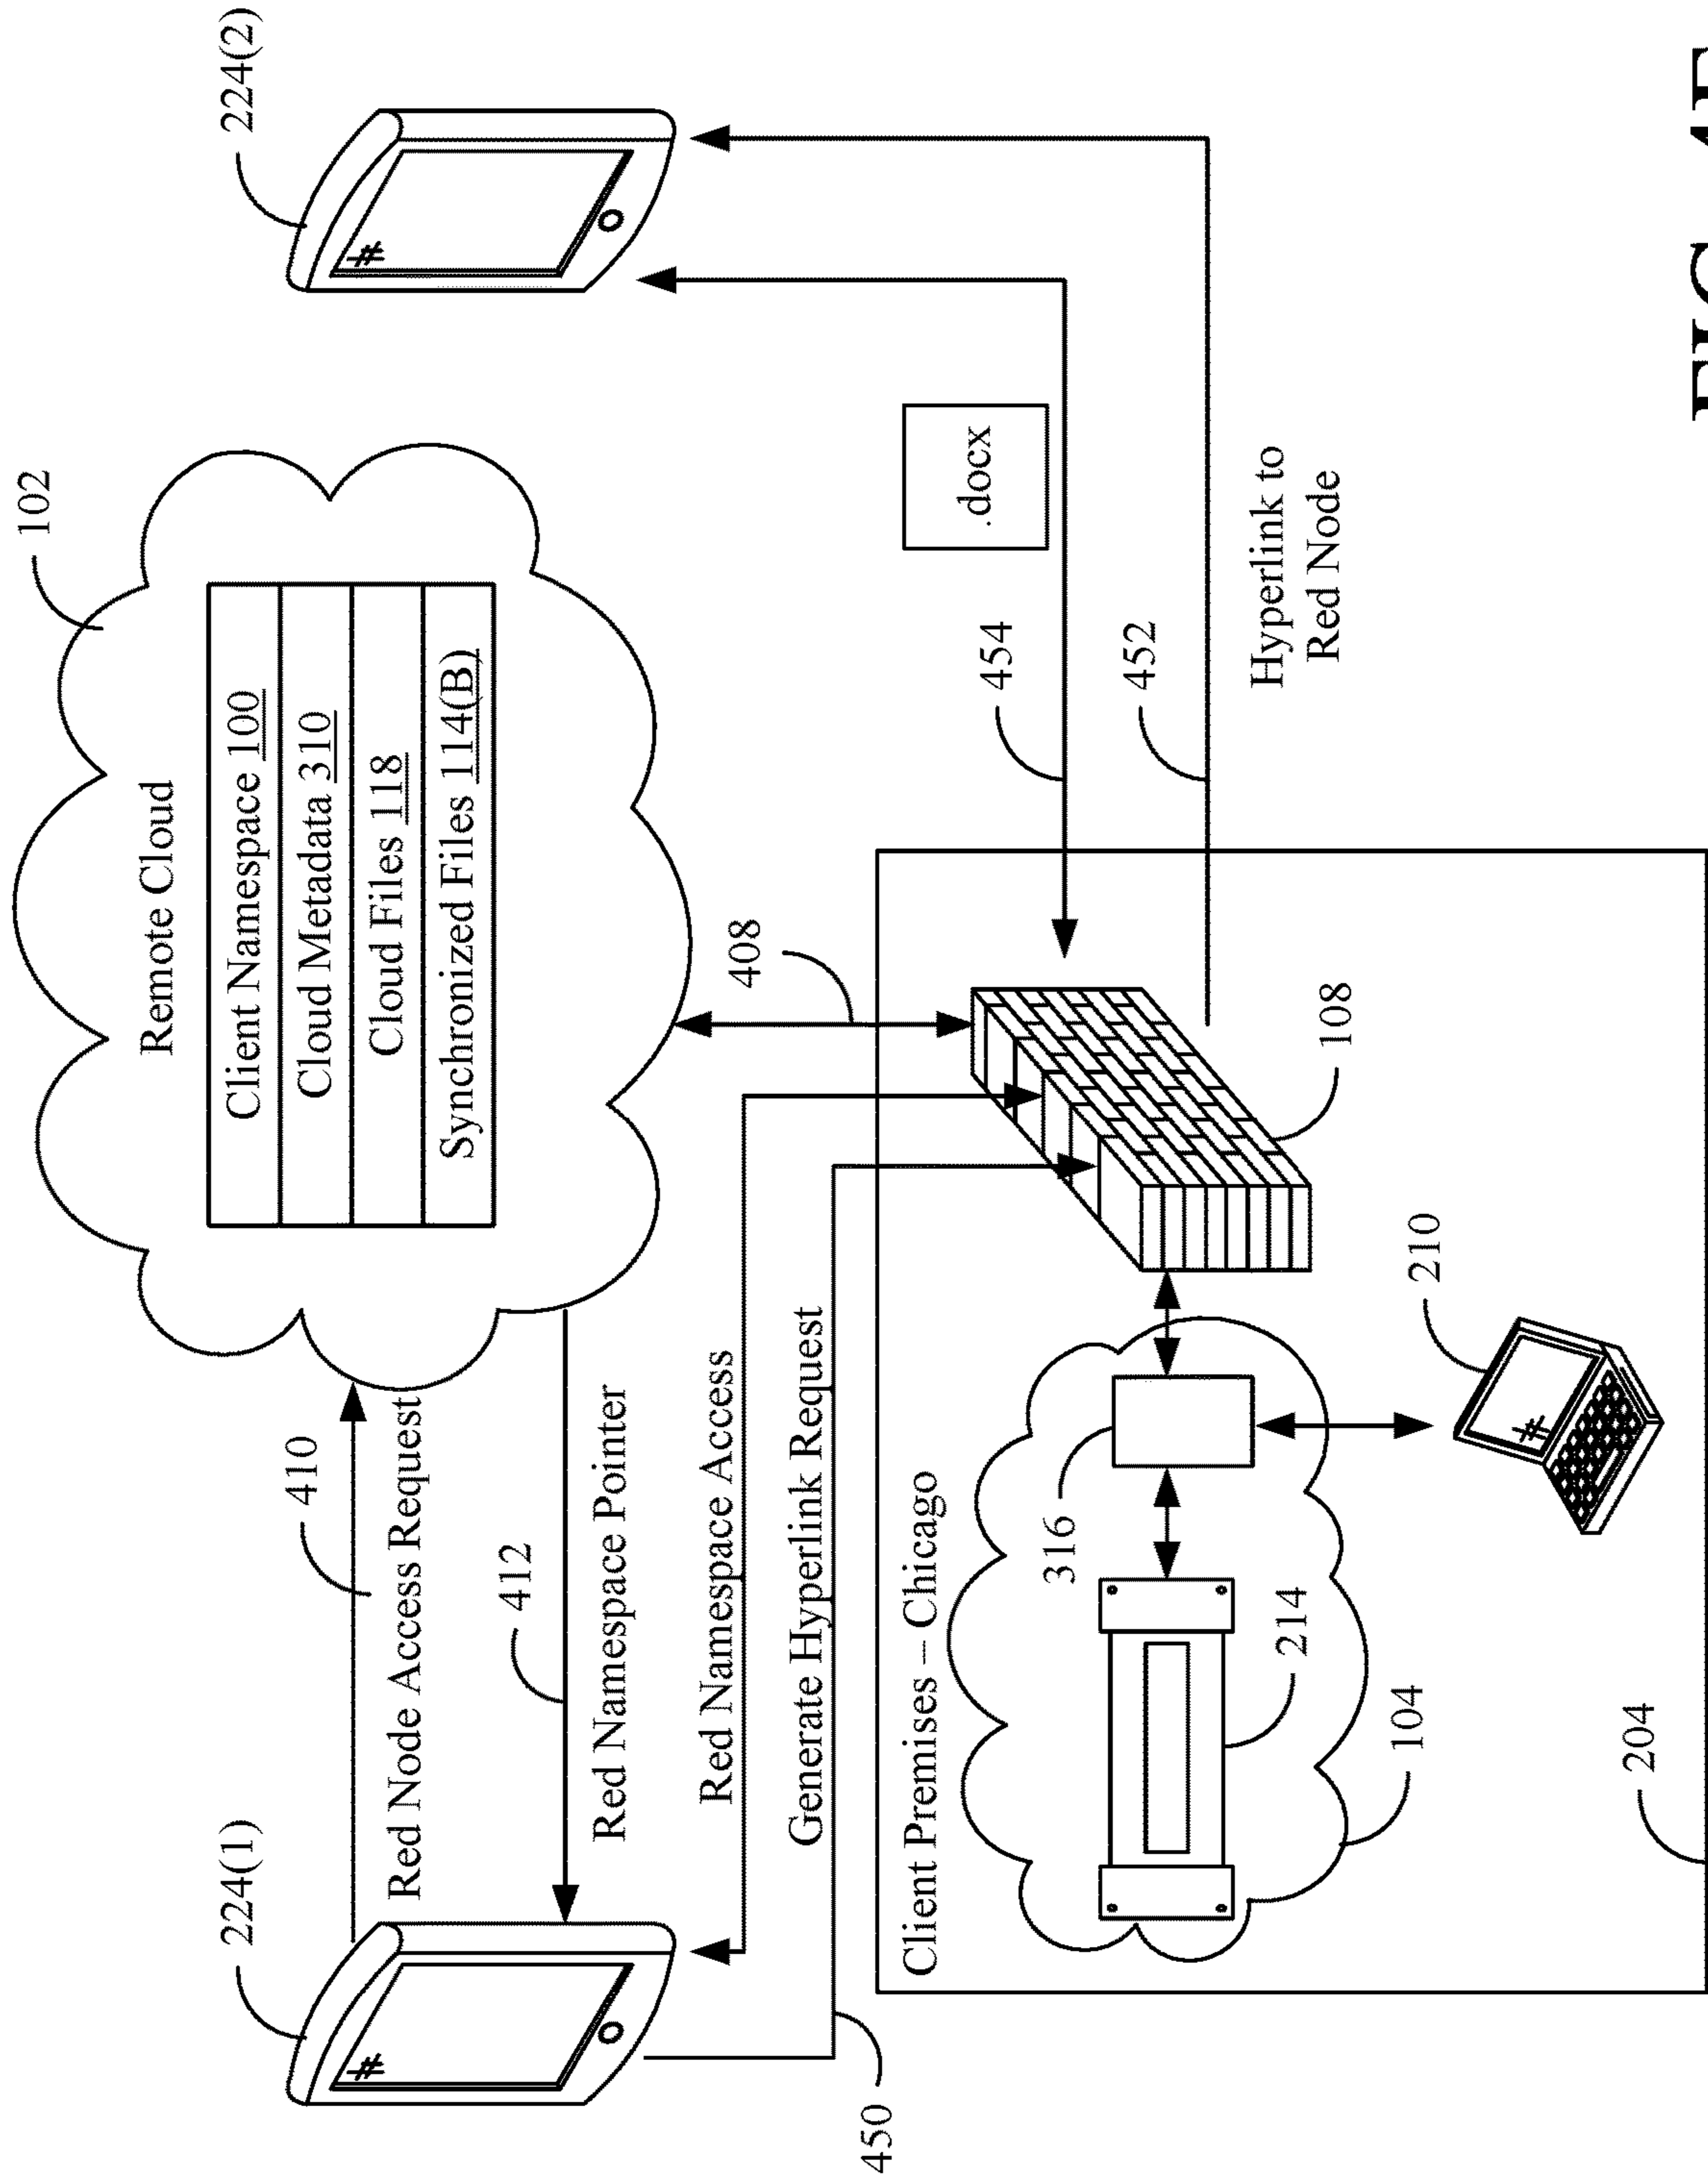 102
Remote Cloud
224(1)
224(2)
Client Namespace 100
410
Cloud Metadata 310
Red Node Access Request
Cloud Files 118
Synchronized Files 114(B)
412
Red Namespace Pointer
Red Namespace Access
408
Generate Hyperlink Request
450
Client Premises – Chicago
.docx
454
316
452
214
Hyperlink to
Red Node
108
104
210
204
FIG.